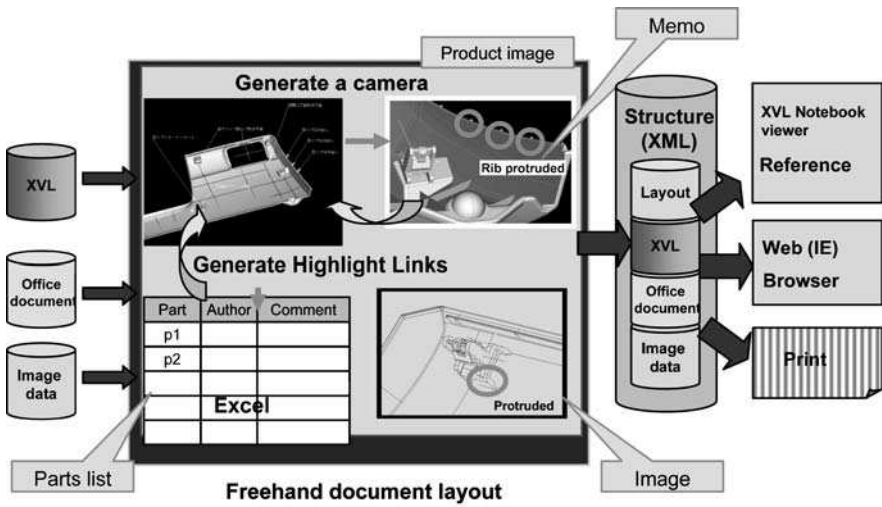 Memo
Product image
Generate a camera
Structure
(XML)
XVL Notebook
viewer
Reference
XVL
Rib protruded
Layout
XVL
Web (IE)
Browser
Generate Highlight Links
Office
document
Office
document
Part Author Comment
p1
p2
Image
data
Image
data
Print
Excel
Protruded
Parts list
Image
Freehand document layout